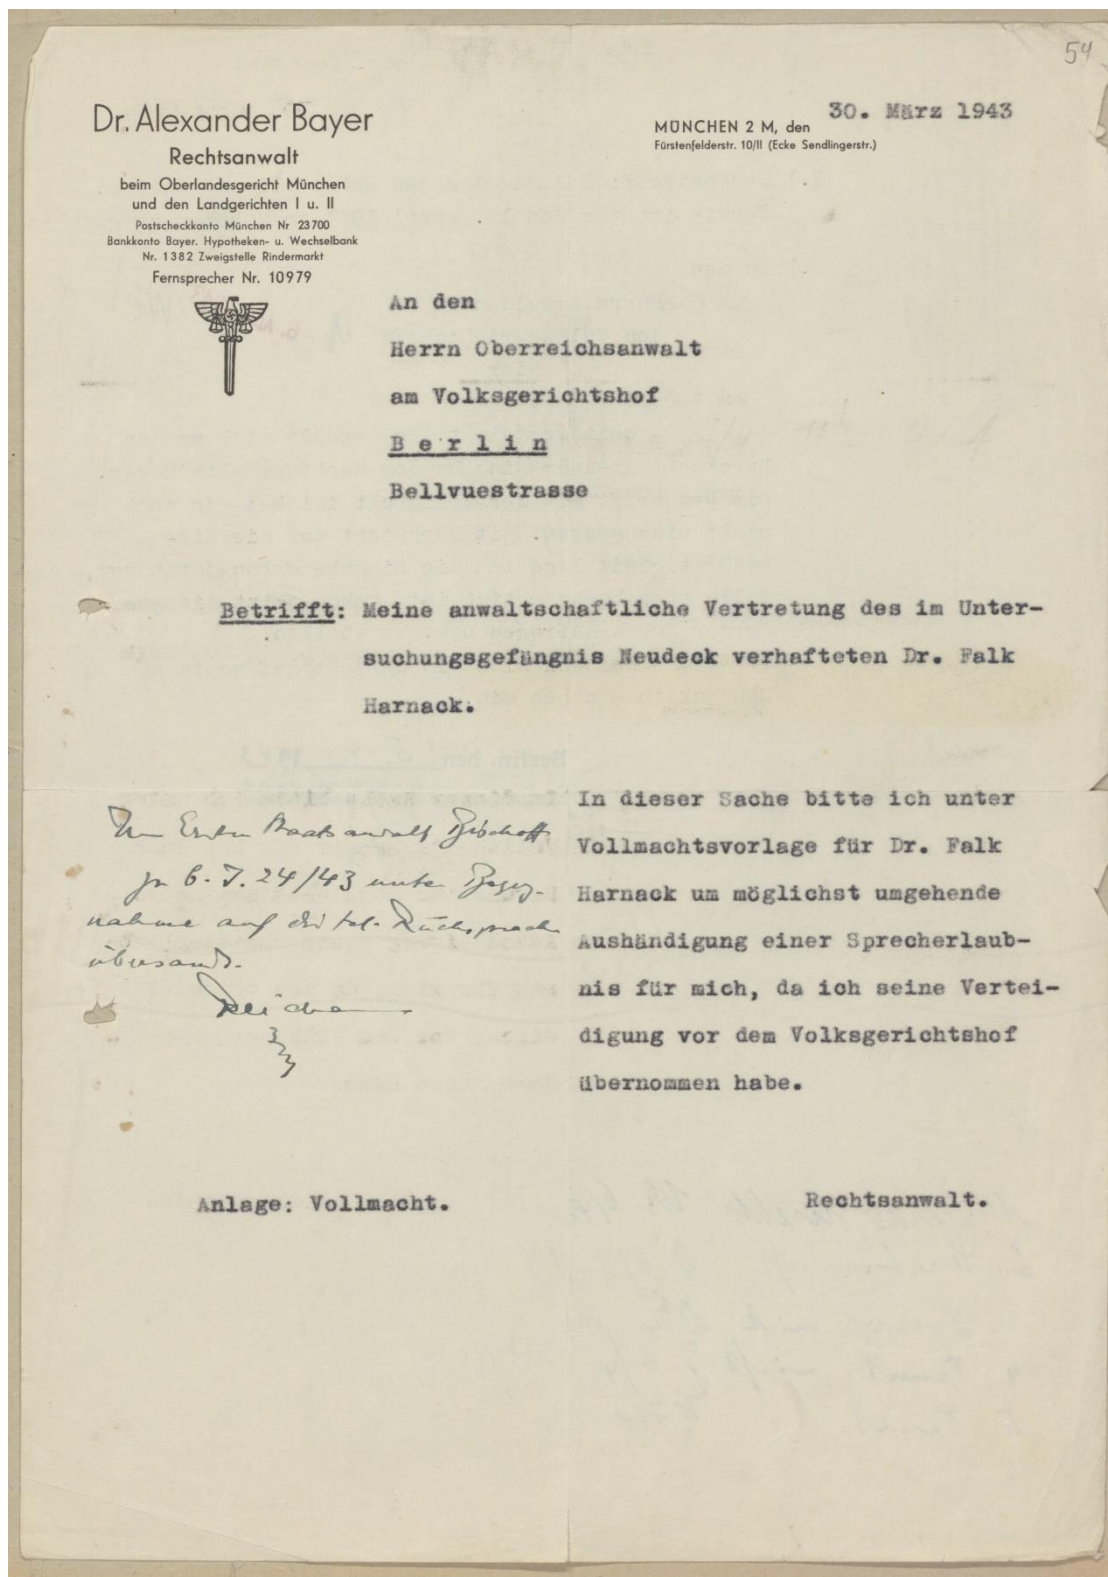 54
Dr. Alexander Bayer
Rechtsanwalt
beim Oberlandesgericht München
und den Landgerichten I u. II
Postscheckkonto München Nr 23700
Bankkonto Bayer. Hypotheken- u. Wechselbank
Nr. 1382 Zweigstelle Rindermarkt
Fernsprecher Nr. 10979
30. März 1943
MÜNCHEN 2 M, den
Fürstenfelderstr. 10/II (Ecke Sendlingerstr.)
An den
Herrn Oberreichsanwalt
am Volksgerichtshof
B e r l i n
Bellvuestrasse
Betrifft: Meine anwaltschaftliche Vertretung des im Unter-
suchungsgefängnis Neudeck verhafteten Dr. Falk
Harnack.
In dieser Sache bitte ich unter
Vollmachtsvorlage für Dr. Falk
Harnack um möglichst umgehende
Aushändigung einer Sprecherlaub-
nis für mich, da ich seine Vertei-
digung vor dem Volksgerichtshof
übernommen habe.
Ersten Staatsanwalt Bischoff
6. J. 24/43 unter Bezug-
nahme auf die tel. Rücksprache
übersandt.
Anlage: Vollmacht.
Rechtsanwalt.